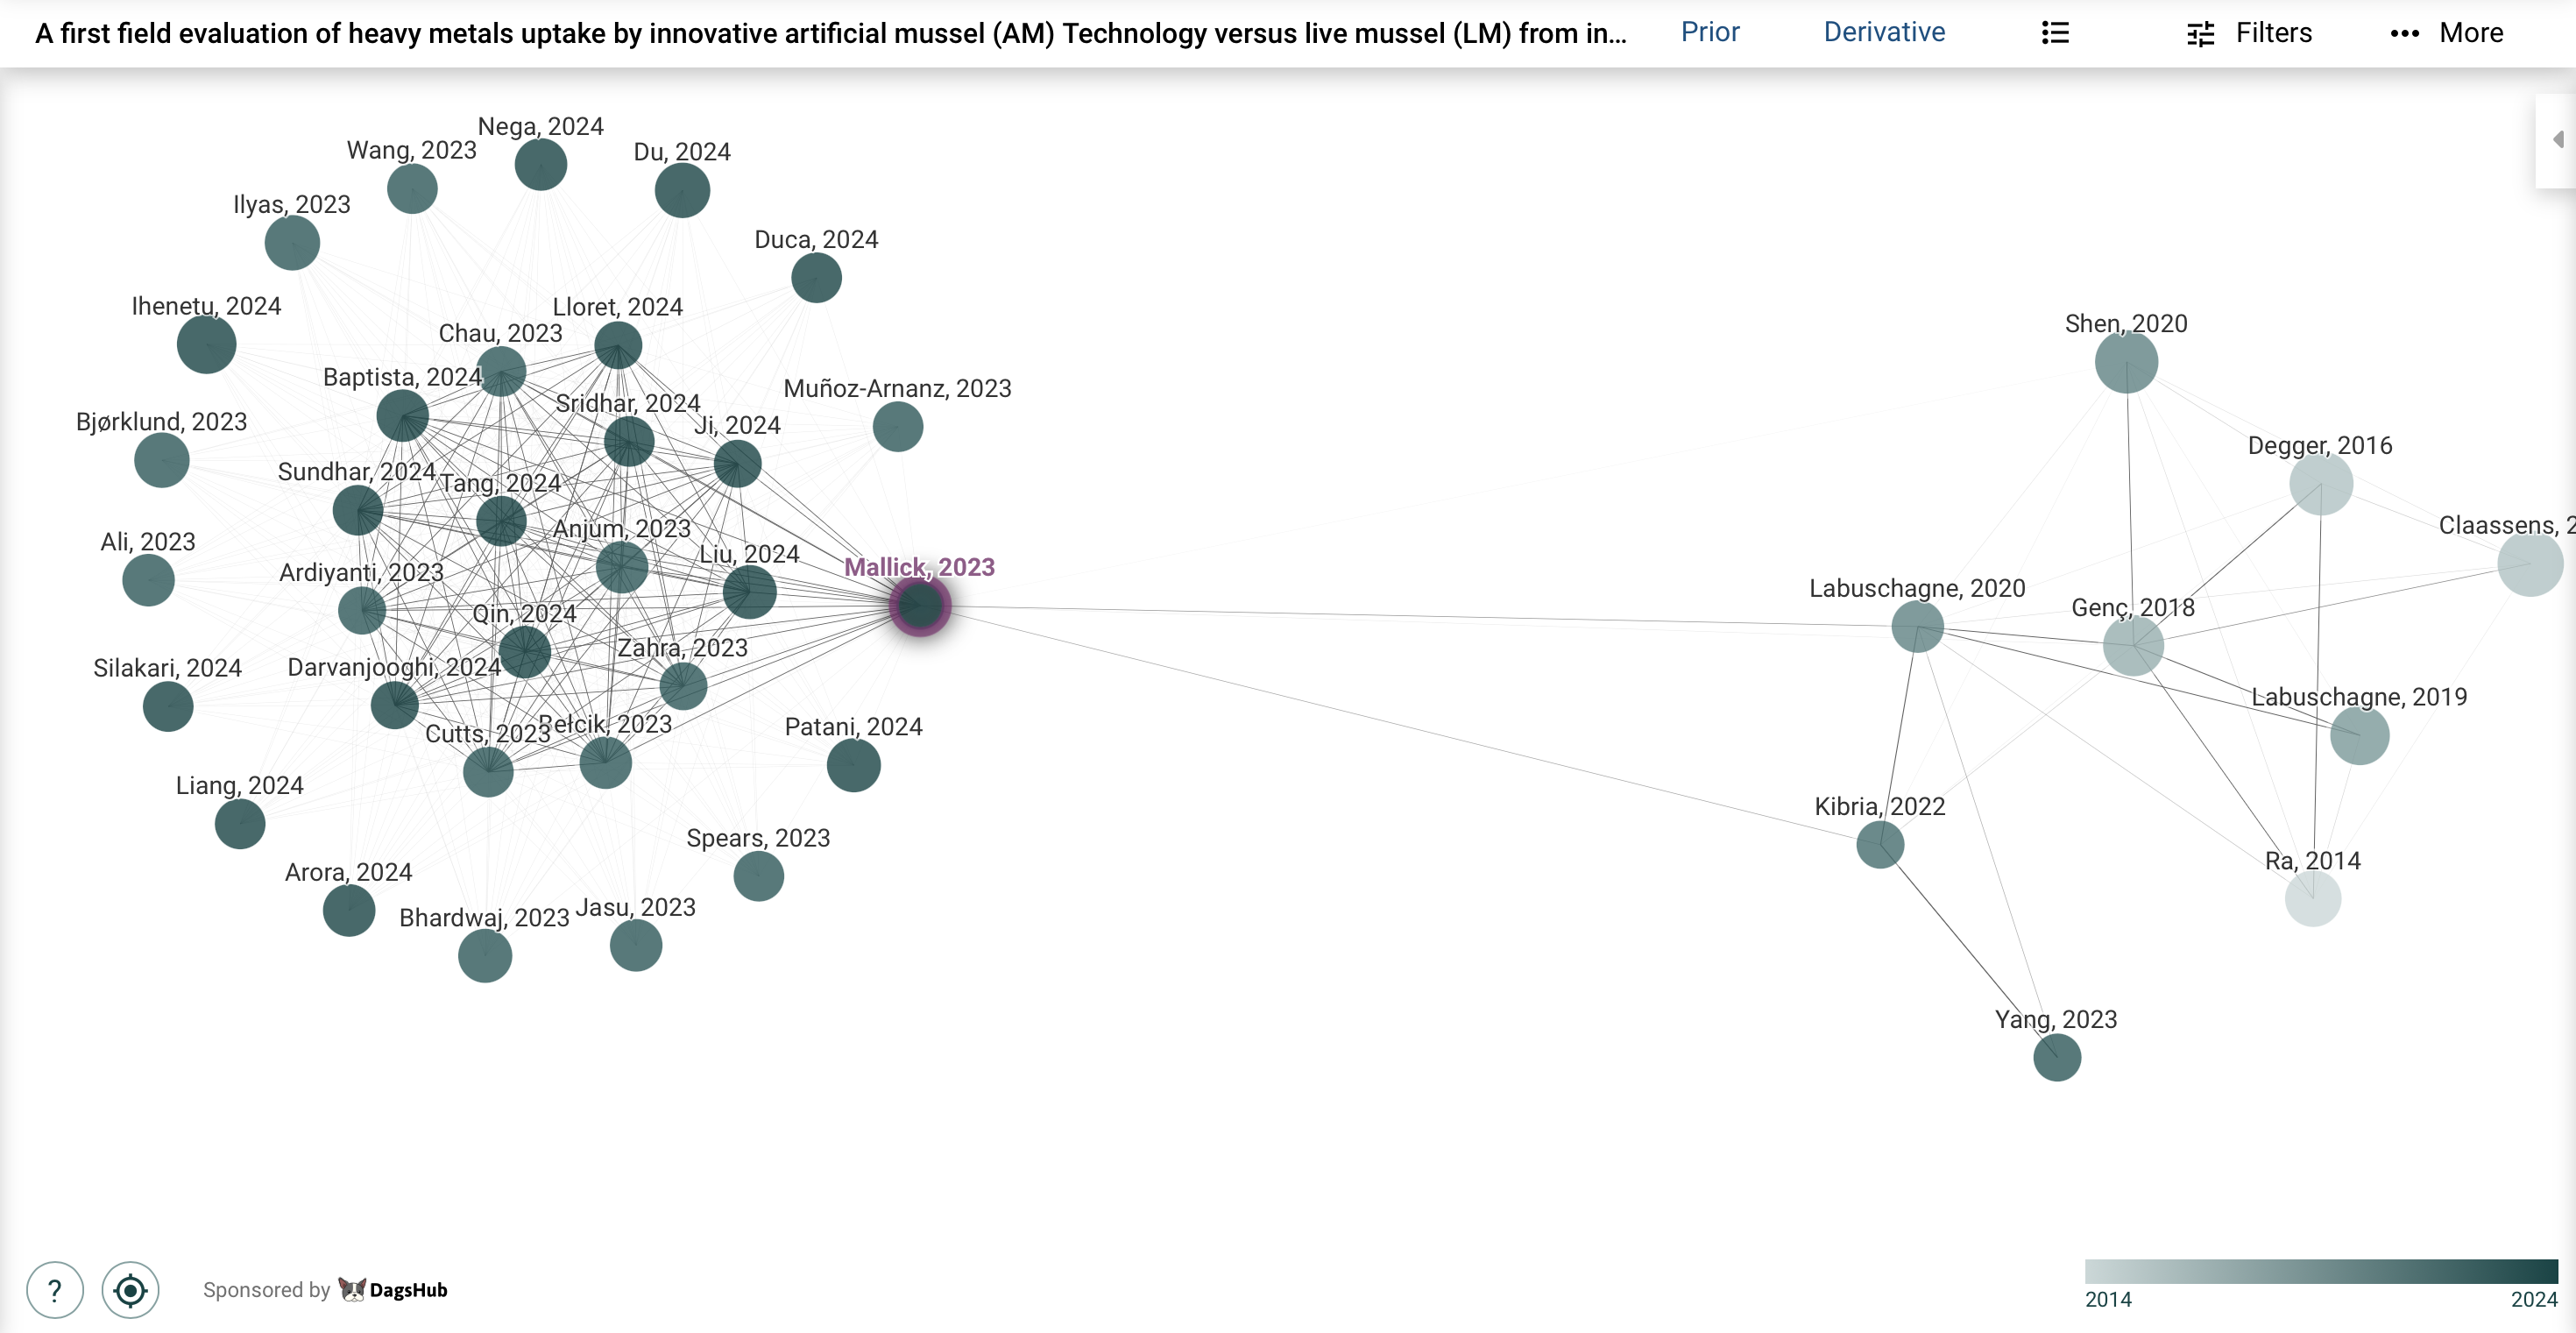 A first field evaluation of heavy metals uptake by innovative artificial mussel (AM) Technology versus live mussel (LM) from in...
Prior
Derivative
Filters
More
Nega, 2024
Wang, 2023
Du, 2024
Ilyas, 2023
Duca, 2024
Ihenetu, 2024
Lloret, 2024
Chau, 2023
Baptista, 2024
Muñoz-Arnanz, 2023
Sridhar, 2024
Ji, 2024
Bjørklund, 2023
Sundhar, 2024
Tang, 2024
Anjum, 2023
Ali, 2023
Liu, 2024
Mallick, 2023
Ardiyanti, 2023
Qin, 2024
Zahra, 2023
Silakari, 2024
Darvanjooghi, 2024
Bełcik, 2023
Cutts, 2023
Patani, 2024
Liang, 2024
Spears, 2023
Arora, 2024
Jasu, 2023
Bhardwaj, 2023
Shen, 2020
Degger, 2016
Claassens, 2
Labuschagne, 2020
Genç, 2018
Labuschagne, 2019
Kibria, 2022
Ra, 2014
Yang, 2023
?
Sponsored by DagsHub
2014
2024